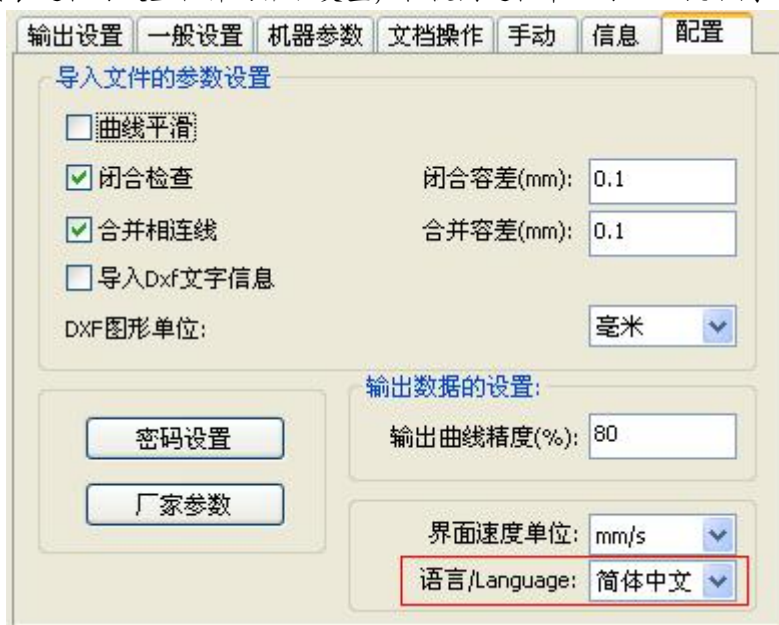 输出设置 一般设置 机器参数 文档操作 手动 信息 配置
导入文件的参数设置
曲线平滑
闭合检查 闭合容差(mm): 0.1
合并相连线 合并容差(mm): 0.1
导入Dxf文字信息
DXF图形单位: 毫米
输出数据的设置:
密码设置 输出曲线精度(%): 80
厂家参数
界面速度单位: mm/s
语言/Language: 简体中文